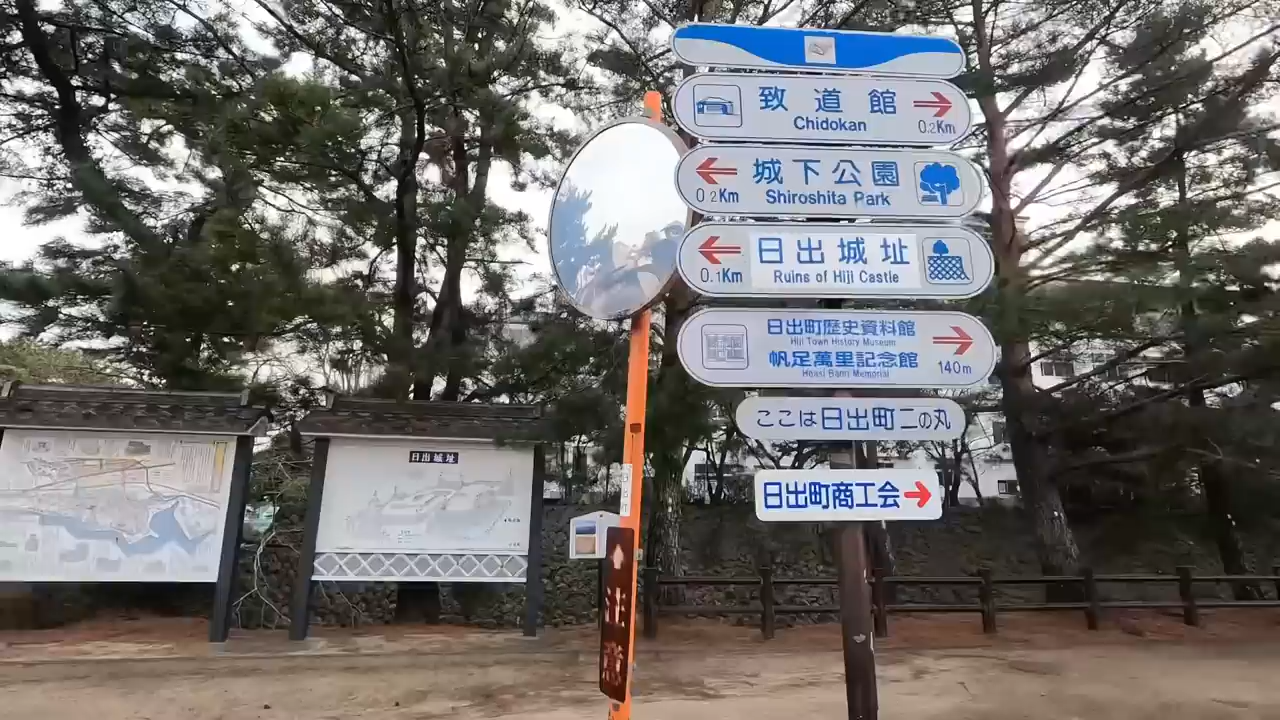 致道館
Chidokan
0.2Km
城下公園
Shiroshita Park
0.2Km
日出城址
Ruins of Hiji Castle
0.1Km
日出町歴史資料館
Hiji Town History Museum
帆足萬里記念館
Hoasi Banri Memorial
140m
ここは日出町二の丸
日出町商工会
日出城址
注意